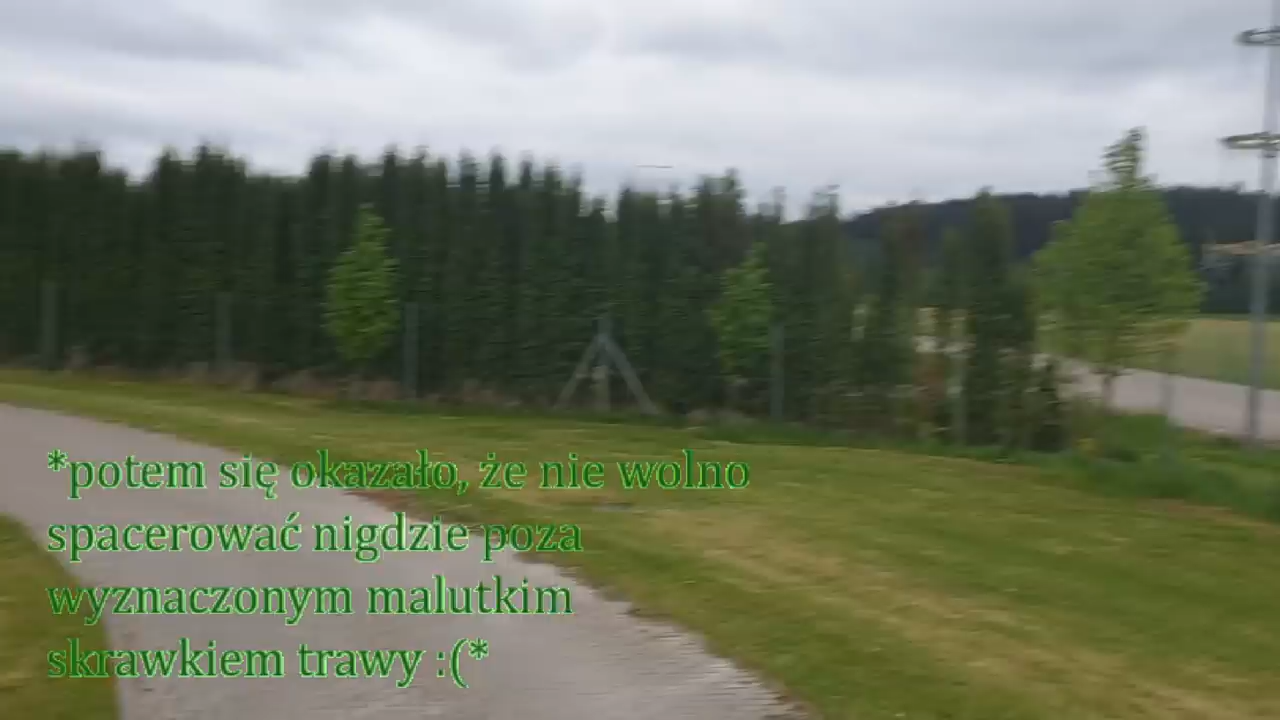 *potem się okazało, że nie wolno
spacerować nigdzie poza
wyznaczonym malutkim
skrawkiem trawy :(*